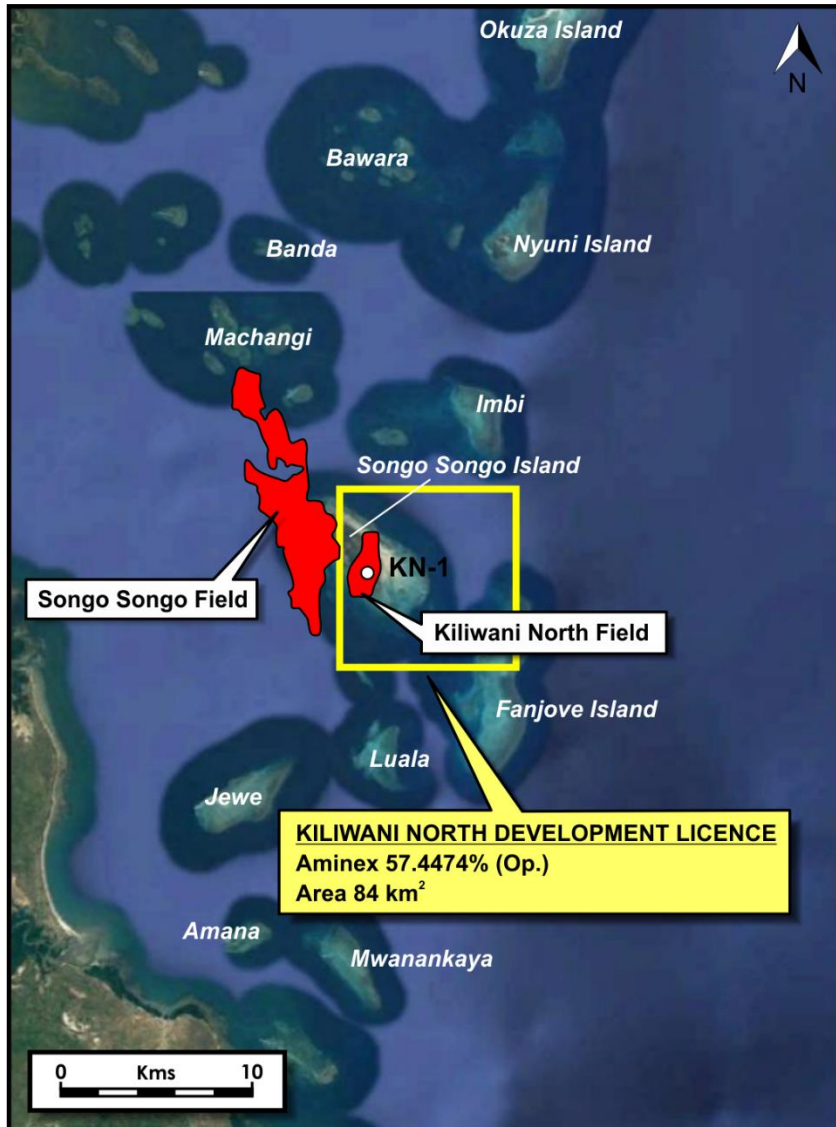 Okuza Island
N
Bawara
Nyuni Island
Banda
Machangi
Imbi
Songo Songo Island
KN-1
Songo Songo Field
Kiliwani North Field
Fanjove Island
Luala
Jewe
KILIWANI NORTH DEVELOPMENT LICENCE
Aminex 57.4474% (Op.)
Area 84 km²
Amana
Mwanankaya
0 Kms 10